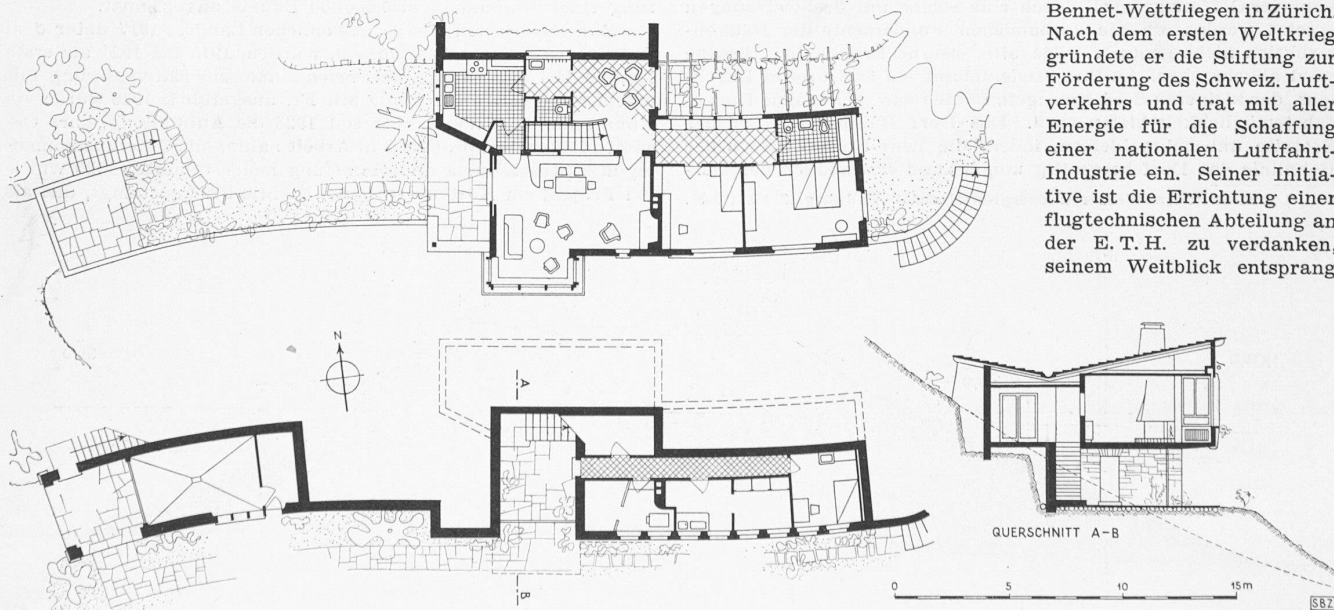 Bennet-Wettfliegen in Zürich.
Nach dem ersten Weltkrieg
gründete er die Stiftung zur
Förderung des Schweiz. Luft-
verkehrs und trat mit aller
Energie für die Schaffung
einer nationalen Luftfahrt-
Industrie ein. Seiner Initia-
tive ist die Errichtung einer
flugtechnischen Abteilung an
der E. T. H. zu verdanken,
seinem Weitblick entsprang
N
A
B
QUERSCHNITT A-B
0 5 10 15m
SBZ